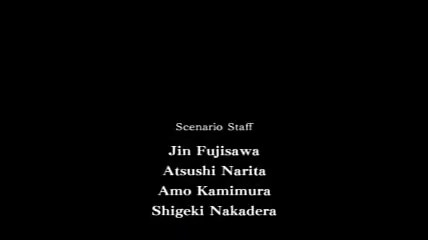 Scenario Staff
Jin Fujisawa
Atsushi Narita
Amo Kamimura
Shigeki Nakadera